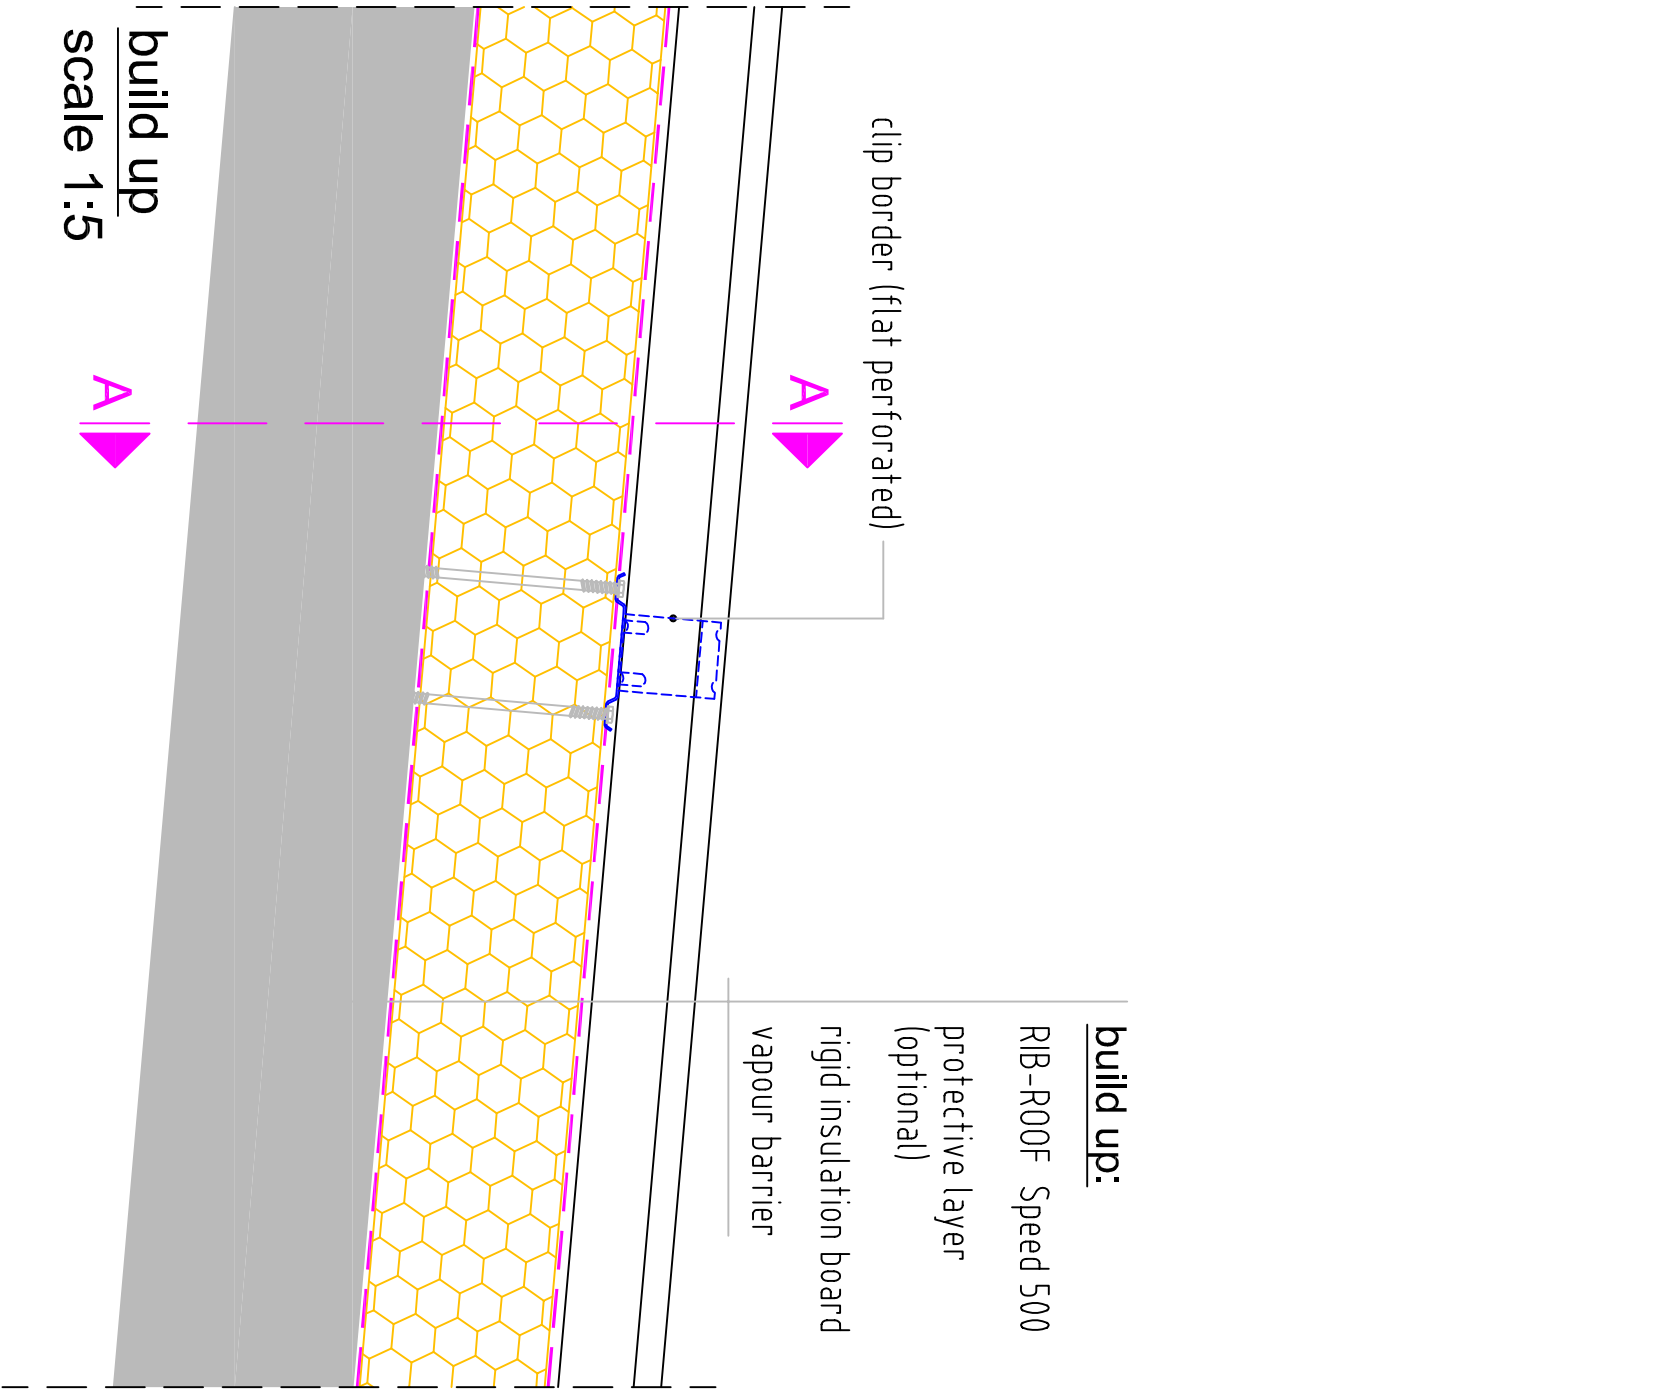 clip border (flat perforated)
build up:
RIB-ROOF Speed 500
protective layer
(optional)
rigid insulation board
vapour barrier
A
A
build up
scale 1:5